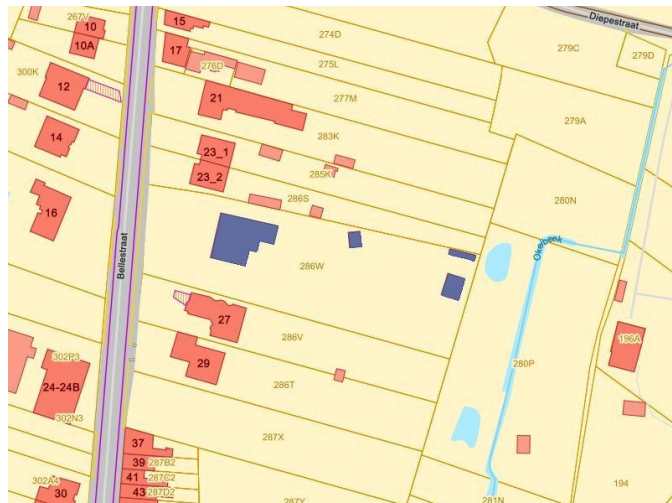 267V
10
10A
15
17
276D
274D
275L
Diepestraat
279C
279D
300K
12
21
277M
279A
14
23_1
23_2
283K
285K
286S
280N
16
Bellestraat
286W
Okelbeek
27
286V
29
286T
280P
196A
302P3
24-24B
302N3
287X
37
39
287B2
41
287C2
43
287D2
302A4
30
287Y
281N
194